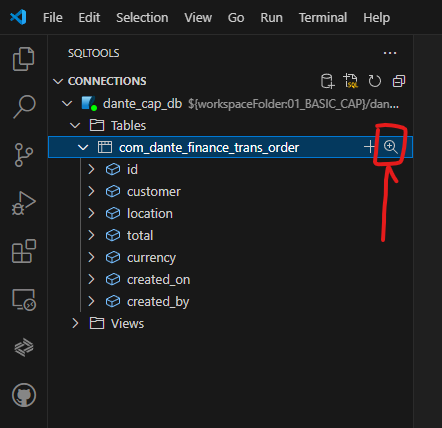 File Edit Selection View Go Run Terminal Help
SQLTOOLS
CONNECTIONS
dante_cap_db ${workspaceFolder:01_BASIC_CAP}/dan...
Tables
com_dante_finance_trans_order
id
customer
location
total
currency
created_on
created_by
Views